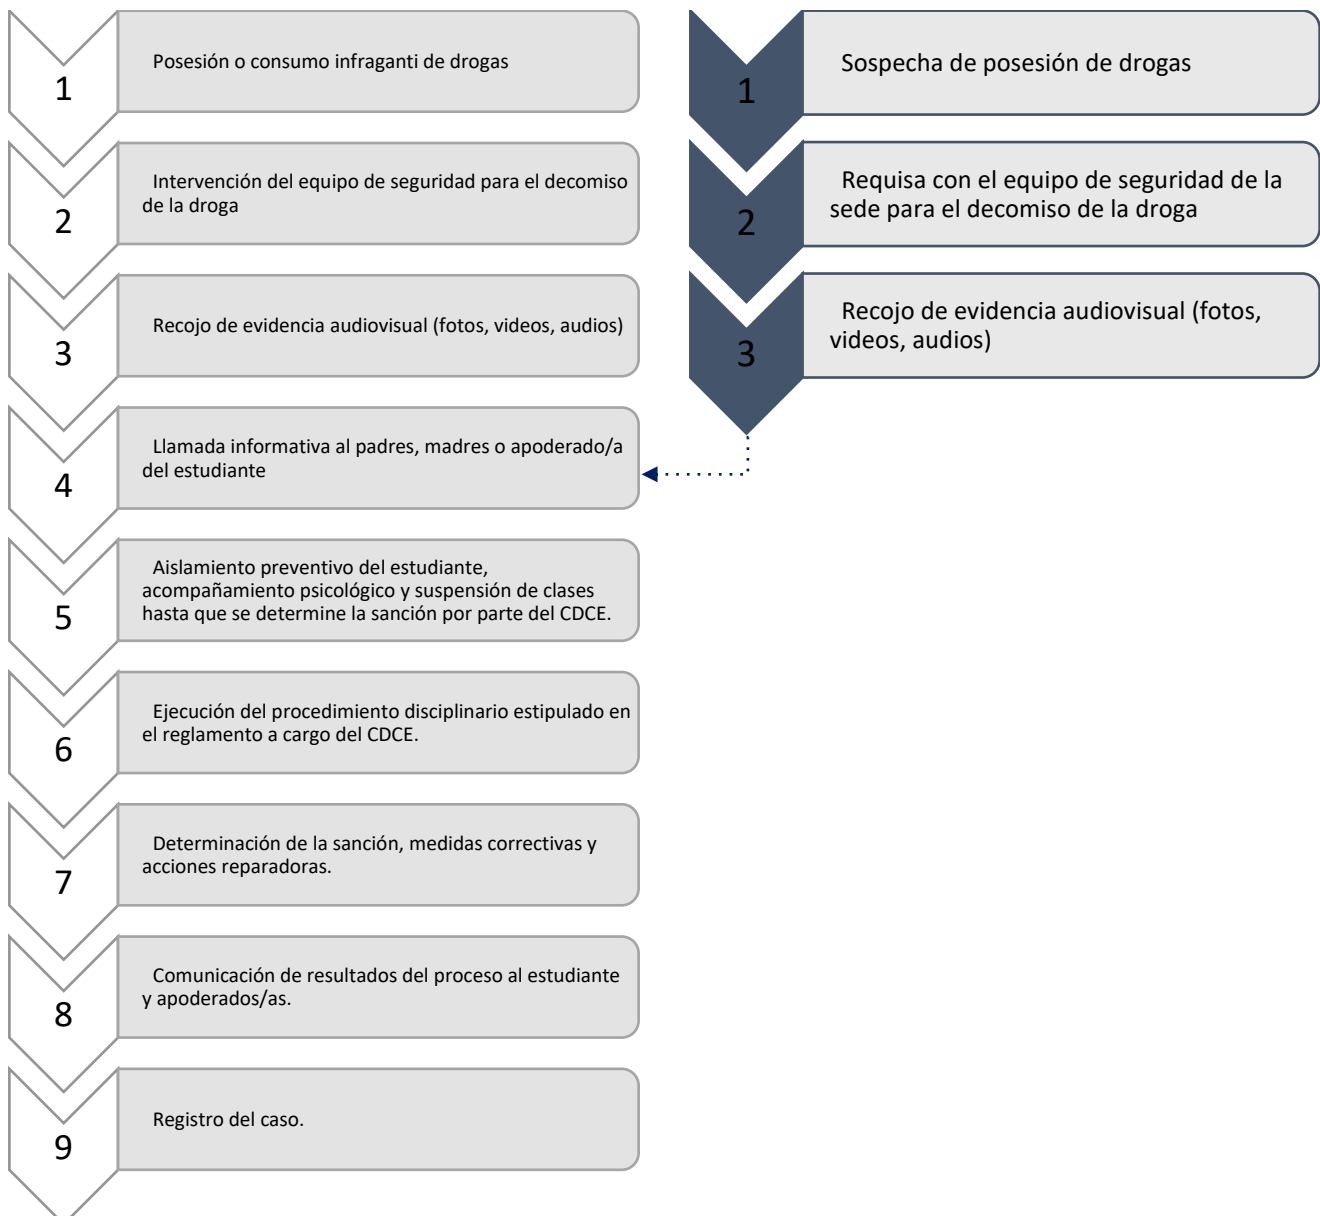 1
Posesión o consumo infraganti de drogas
2
Intervención del equipo de seguridad para el decomiso
de la droga
3
Recojo de evidencia audiovisual (fotos, videos, audios)
4
Llamada informativa al padres, madres o apoderado/a
del estudiante
5
Aislamiento preventivo del estudiante,
acompañamiento psicológico y suspensión de clases
hasta que se determine la sanción por parte del CDCE.
6
Ejecución del procedimiento disciplinario estipulado en
el reglamento a cargo del CDCE.
7
Determinación de la sanción, medidas correctivas y
acciones reparadoras.
8
Comunicación de resultados del proceso al estudiante
y apoderados/as.
9
Registro del caso.
1
Sospecha de posesión de drogas
2
Requisa con el equipo de seguridad de la
sede para el decomiso de la droga
3
Recojo de evidencia audiovisual (fotos,
videos, audios)